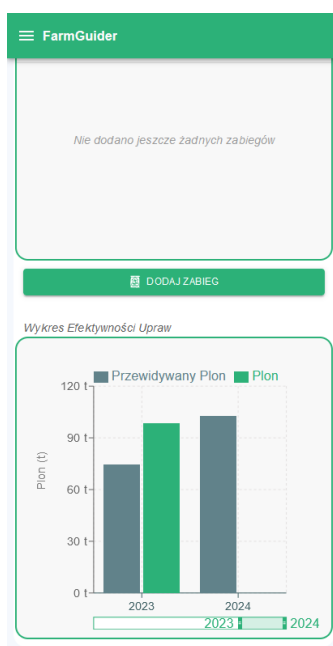 FarmGuider
Nie dodano jeszcze żadnych zabiegów
DODAJ ZABIEG
Wykres Efektywności Upraw
Przewidywany Plon Plon
120 t
90 t
60 t
30 t
0 t
Plon (t)
2023 2024
2023 2024